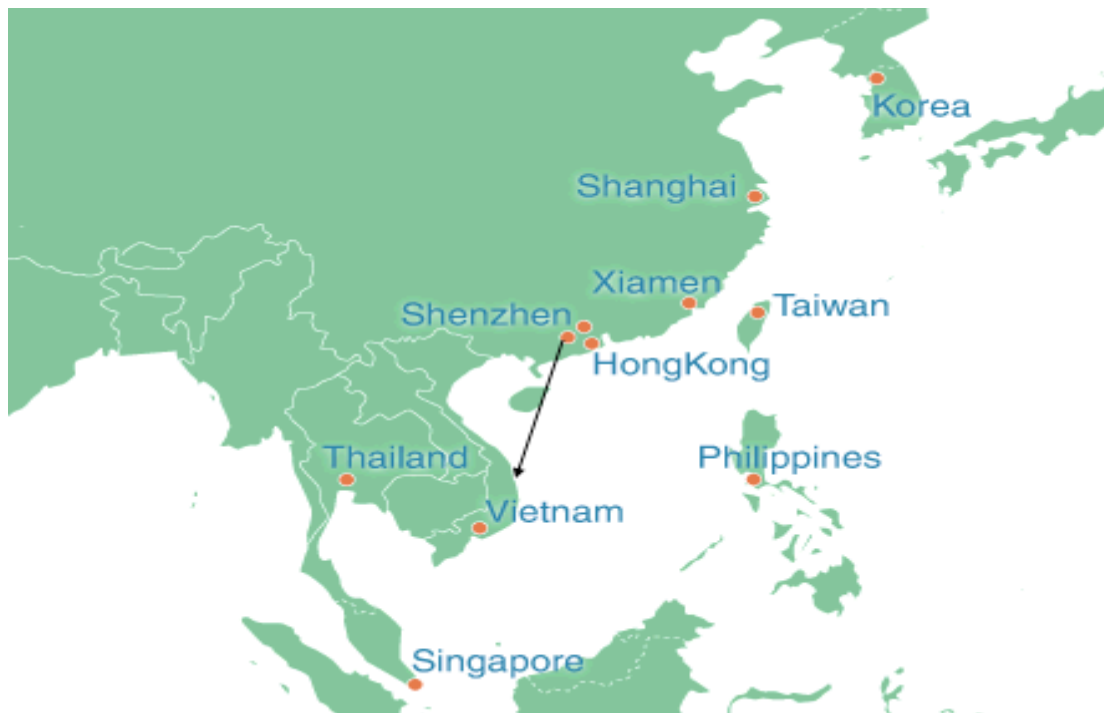 Korea
Shanghai
Xiamen
Taiwan
Shenzhen
HongKong
Thailand
Philippines
Vietnam
Singapore